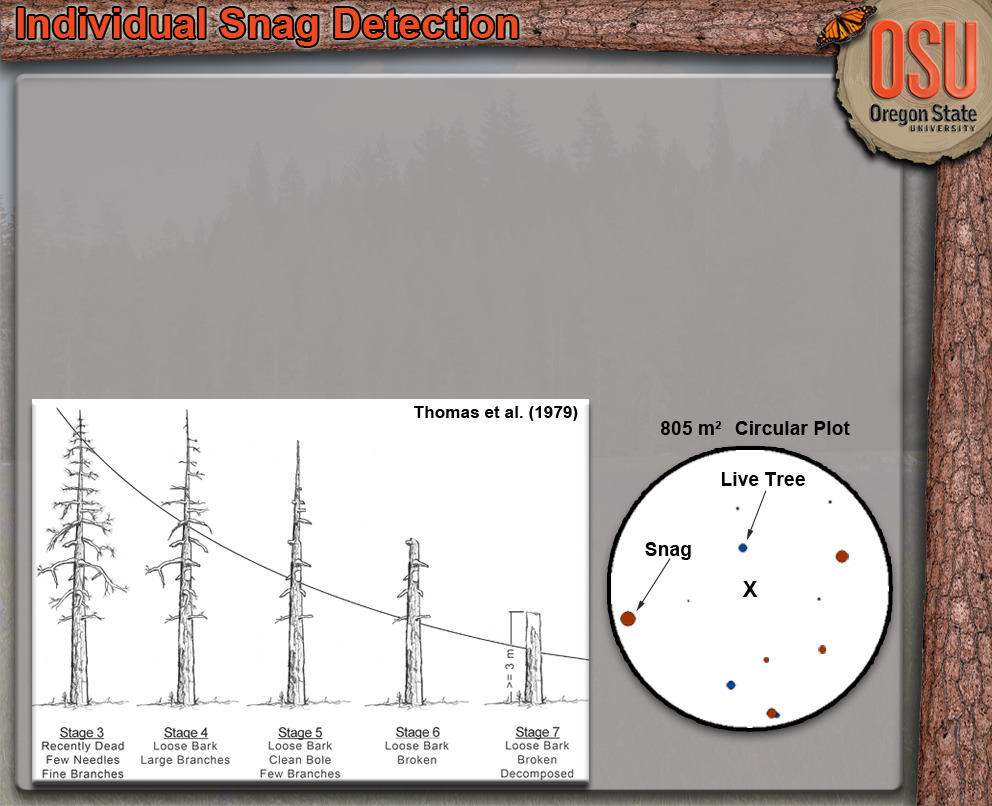 Individual Snag Detection
OSU
Oregon State
UNIVERSITY
Thomas et al. (1979)
>= 3 m
Stage 3
Recently Dead
Few Needles
Fine Branches
Stage 4
Loose Bark
Large Branches
Stage 5
Loose Bark
Clean Bole
Few Branches
Stage 6
Loose Bark
Broken
Stage 7
Loose Bark
Broken
Decomposed
805 m² Circular Plot
Live Tree
Snag
X